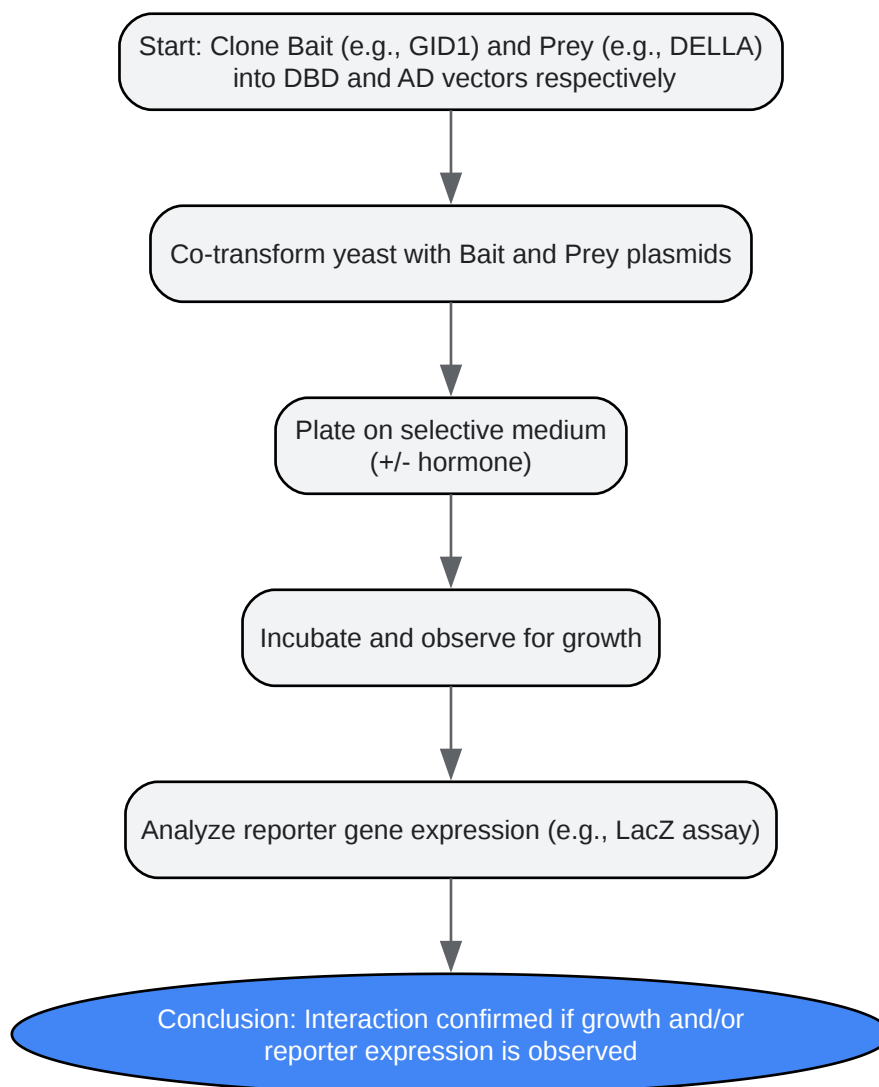 Start: Clone Bait (e.g., GID1) and Prey (e.g., DELLA)
into DBD and AD vectors respectively
Co-transform yeast with Bait and Prey plasmids
Plate on selective medium
(+/- hormone)
Incubate and observe for growth
Analyze reporter gene expression (e.g., LacZ assay)
Conclusion: Interaction confirmed if growth and/or
reporter expression is observed